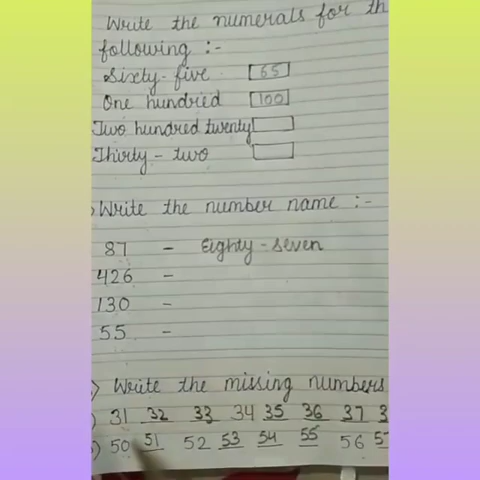 Write the numerals for th
following :-
Sixty-five 65
One hundred 100
Two hundred twenty
Thirty - two
Write the number name :-
87 - Eighty-seven
426 -
130 -
55 -
) Write the missing numbers
) 31 32 33 34 35 36 37 3
) 50 51 52 53 54 55 56 57